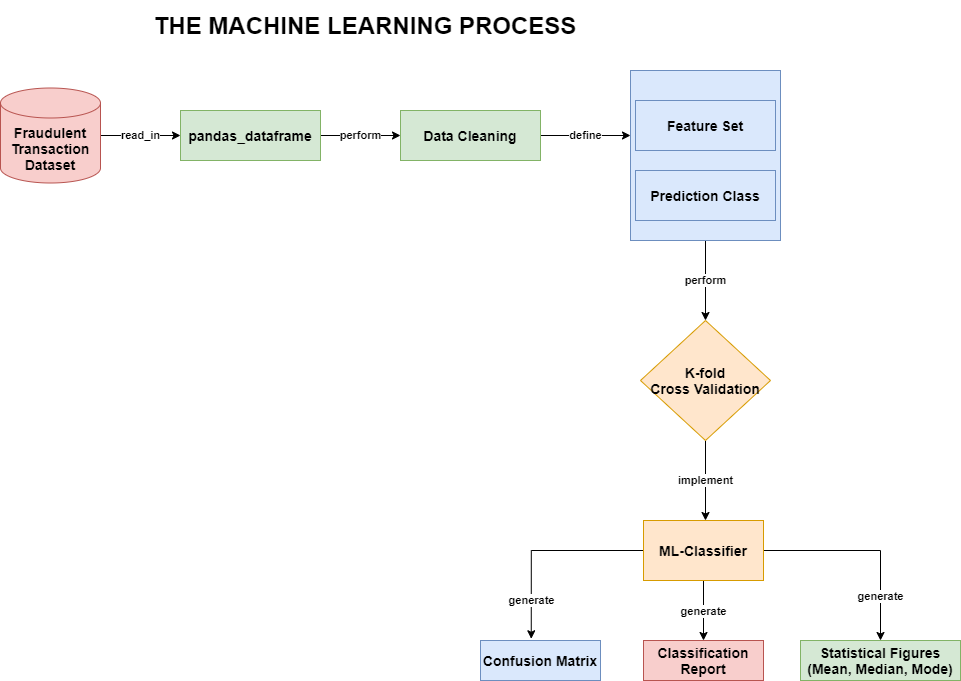 THE MACHINE LEARNING PROCESS
Fraudulent
Transaction
Dataset
read_in
pandas_dataframe
perform
Data Cleaning
define
Feature Set
Prediction Class
perform
K-fold
Cross Validation
implement
ML-Classifier
generate
generate
generate
Confusion Matrix
Classification
Report
Statistical Figures
(Mean, Median, Mode)